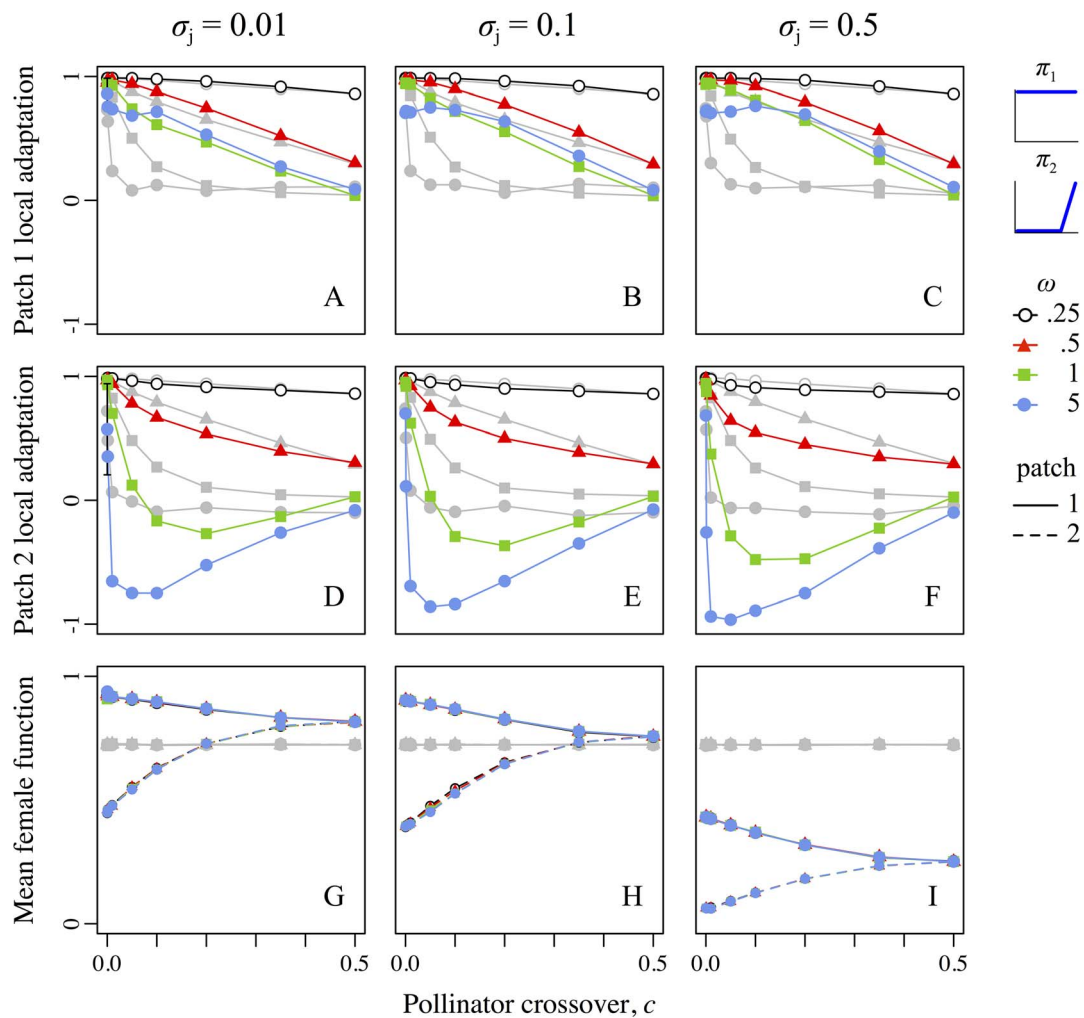 σj = 0.01
σj = 0.1
σj = 0.5
Patch 1 local adaptation
1
0
-1
A
B
C
π1
π2
ω
.25
.5
1
5
patch
1
2
Patch 2 local adaptation
1
0
-1
D
E
F
Mean female function
1
0
G
H
I
0.0
0.5
0.0
0.5
0.0
0.5
Pollinator crossover, c